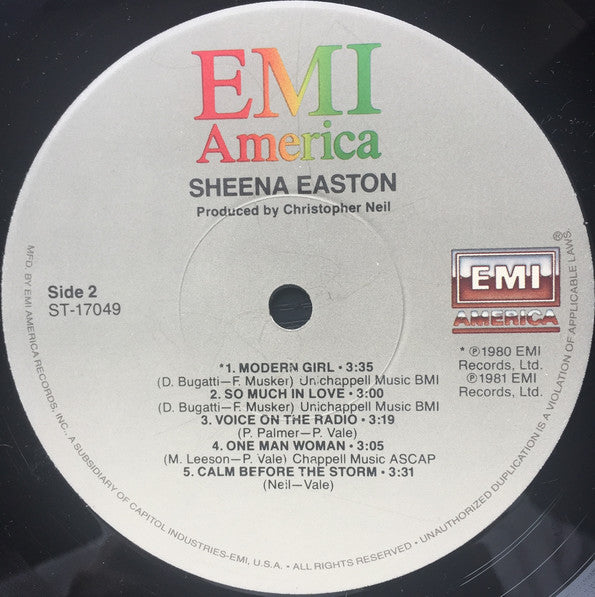 EMI
America
SHEENA EASTON
Produced by Christopher Neil
Side 2
ST-17049
EMI
AMERICA
®
* ℗1980 EMI
Records, Ltd.
℗1981 EMI
Records, Ltd.
*1. MODERN GIRL • 3:35
(D. Bugatti—F. Musker) Unichappell Music BMI
2. SO MUCH IN LOVE • 3:00
(D. Bugatti—F. Musker) Unichappell Music BMI
3. VOICE ON THE RADIO • 3:19
(P. Palmer—P. Vale)
4. ONE MAN WOMAN • 3:05
(M. Leeson—P. Vale) Chappell Music ASCAP
5. CALM BEFORE THE STORM • 3:31
(Neil—Vale)
MFD. BY EMI AMERICA RECORDS, INC., A SUBSIDIARY OF CAPITOL INDUSTRIES-EMI, U.S.A. • ALL RIGHTS RESERVED. • UNAUTHORIZED DUPLICATION IS A VIOLATION OF APPLICABLE LAWS.